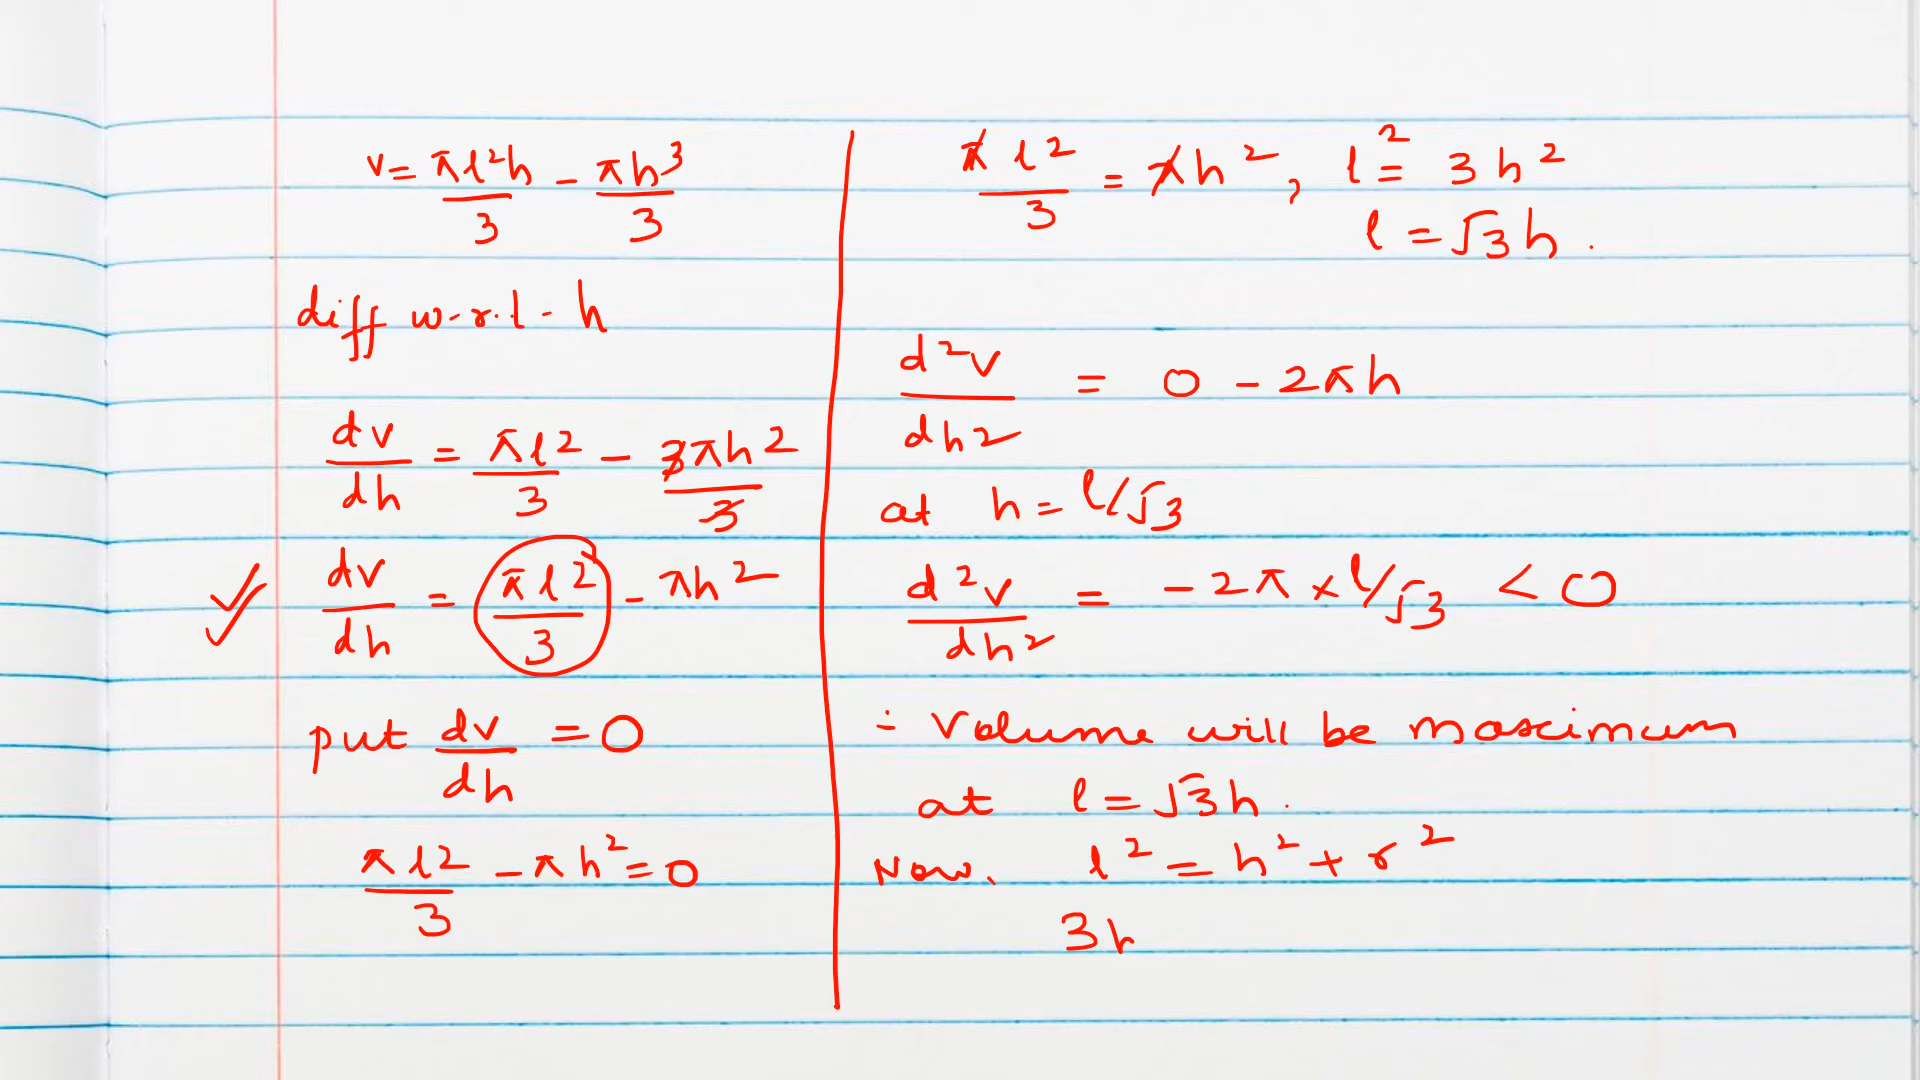 v = πl²h/3 - πh³/3
diff w.r.t. h
dv/dh = πl²/3 - 3πh²/3
dv/dh = πl²/3 - πh²
put dv/dh = 0
πl²/3 - πh² = 0
πl²/3 = πh², l² = 3h²
l = √3h.
d²v/dh² = 0 - 2πh
at h = l/√3
d²v/dh² = -2π × l/√3 < 0
∴ Volume will be maximum
at l = √3h.
Now. l² = h² + r²
3h